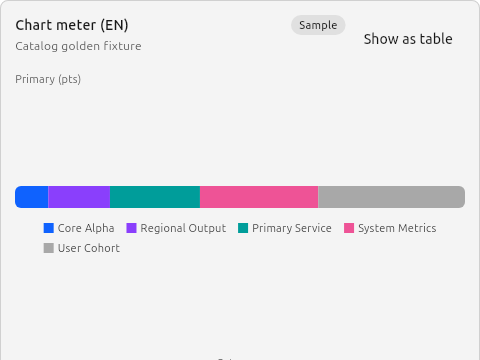 Chart meter (EN)
Sample
Show as table
Catalog golden fixture
Primary (pts)
Core Alpha
Regional Output
Primary Service
System Metrics
User Cohort